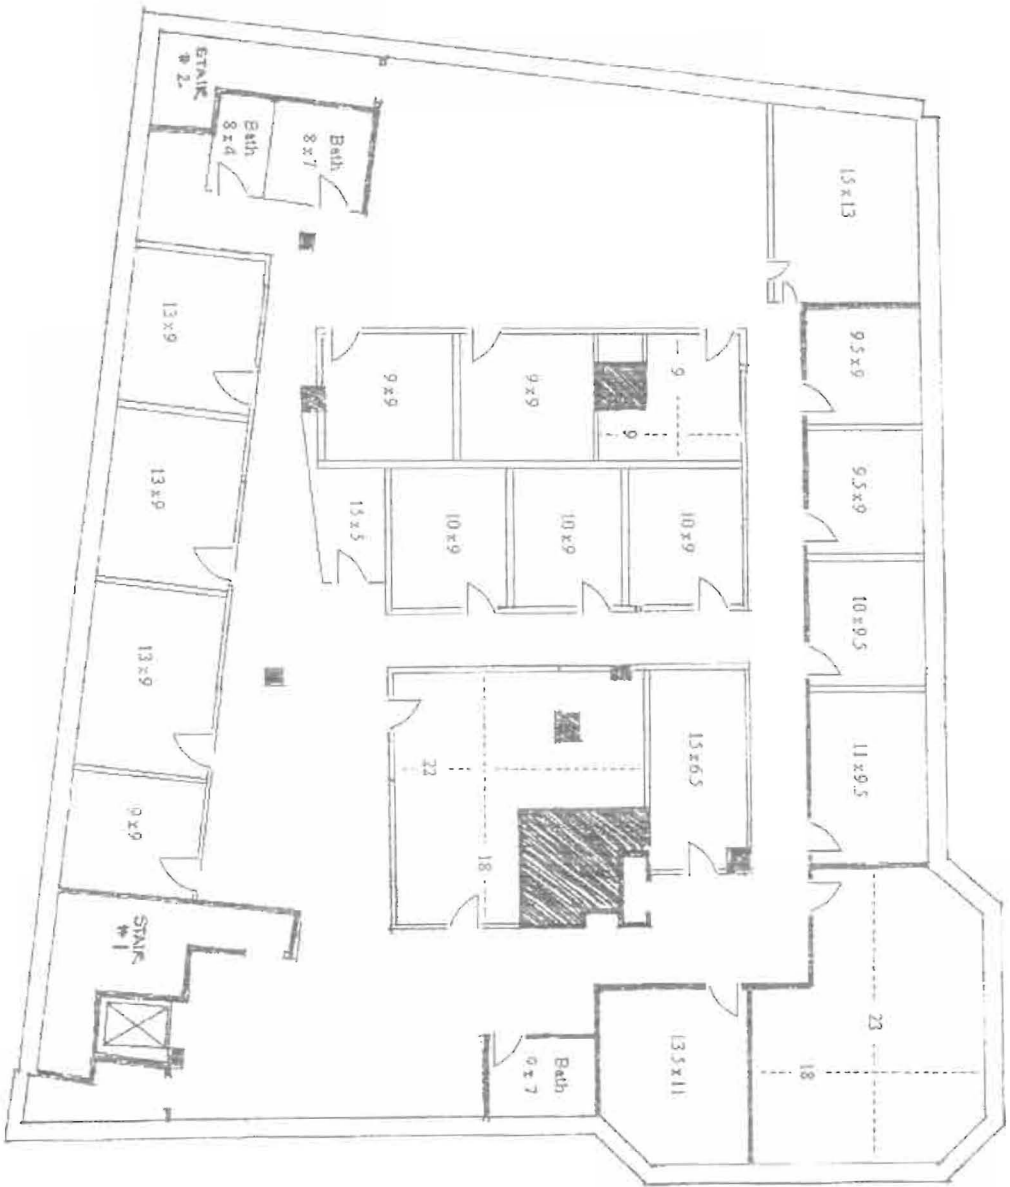 STAIR
# 2
Bath
8 x 4
Bath
8 x 7
15 x 13
13 x 9
9 x 9
9 x 9
9
9
9.5 x 9
13 x 9
15 x 5
10 x 9
10 x 9
10 x 9
9.5 x 9
13 x 9
10 x 9.5
22
18
15 x 6.5
11 x 9.5
9 x 9
STAIR
# 1
Bath
9 x 7
13.5 x 11
23
18